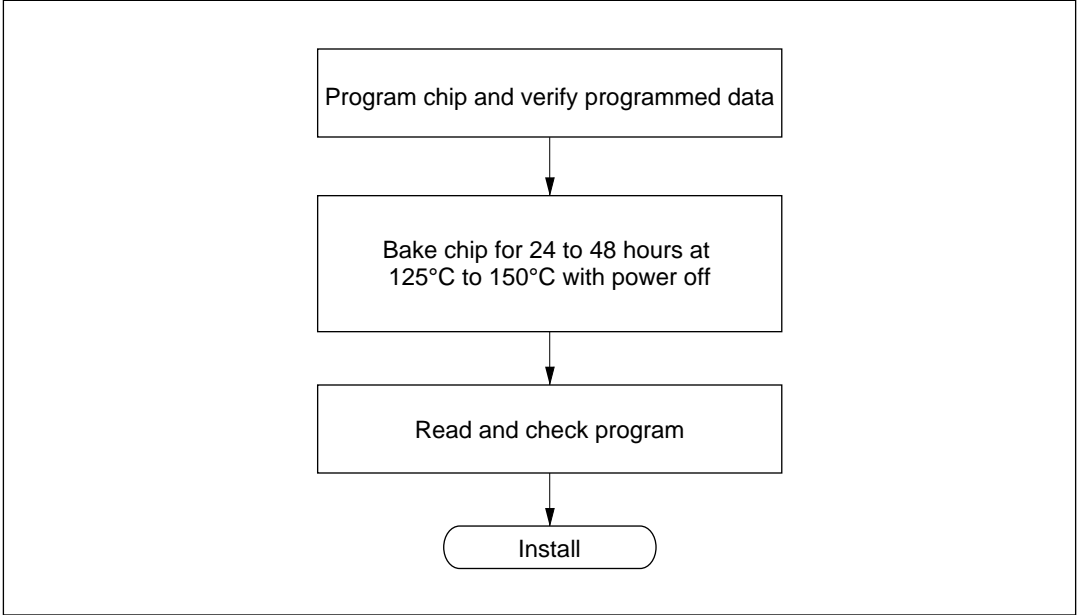 Program chip and verify programmed data
Bake chip for 24 to 48 hours at
125°C to 150°C with power off
Read and check program
Install